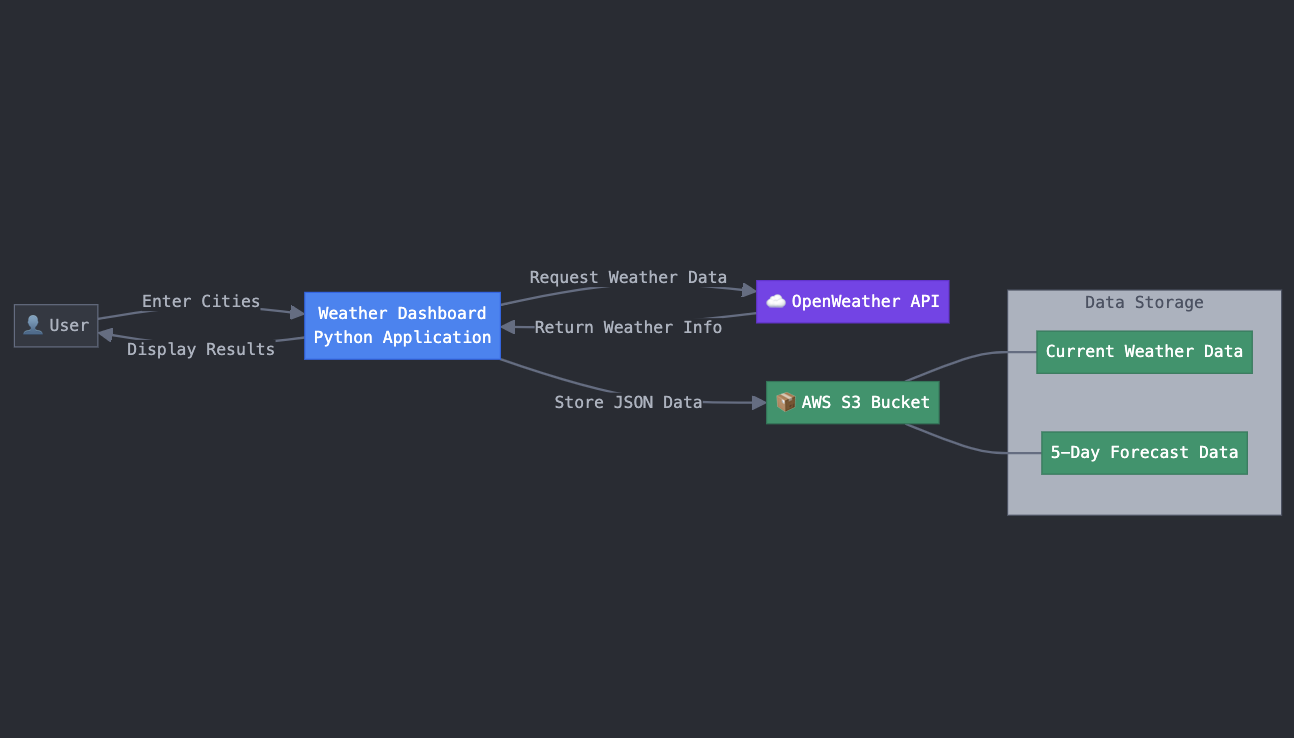 👤 User
Enter Cities
Display Results
Weather Dashboard
Python Application
Request Weather Data
Return Weather Info
Store JSON Data
☁️ OpenWeather API
📦 AWS S3 Bucket
Data Storage
Current Weather Data
5-Day Forecast Data